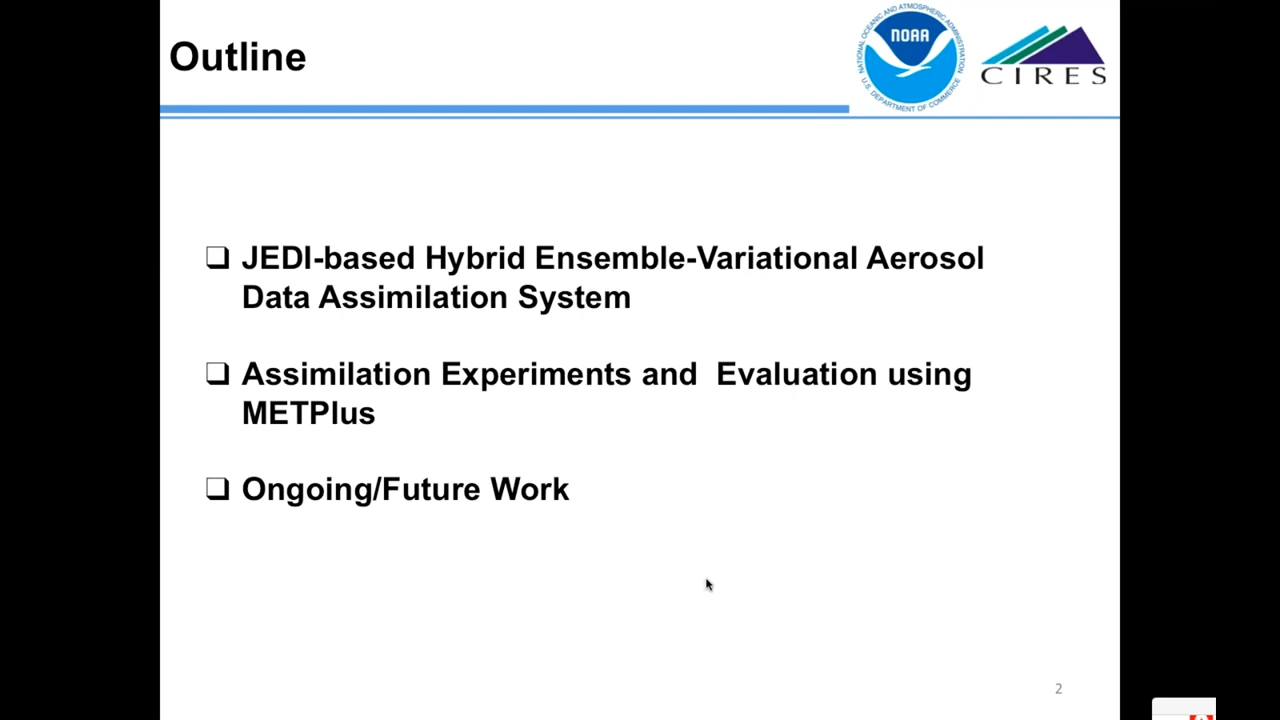 Outline
NATIONAL OCEANIC AND ATMOSPHERIC ADMINISTRATION
NOAA
U.S. DEPARTMENT OF COMMERCE
CIRES
❑ JEDI-based Hybrid Ensemble-Variational Aerosol
Data Assimilation System
❑ Assimilation Experiments and  Evaluation using
METPlus
❑ Ongoing/Future Work
2